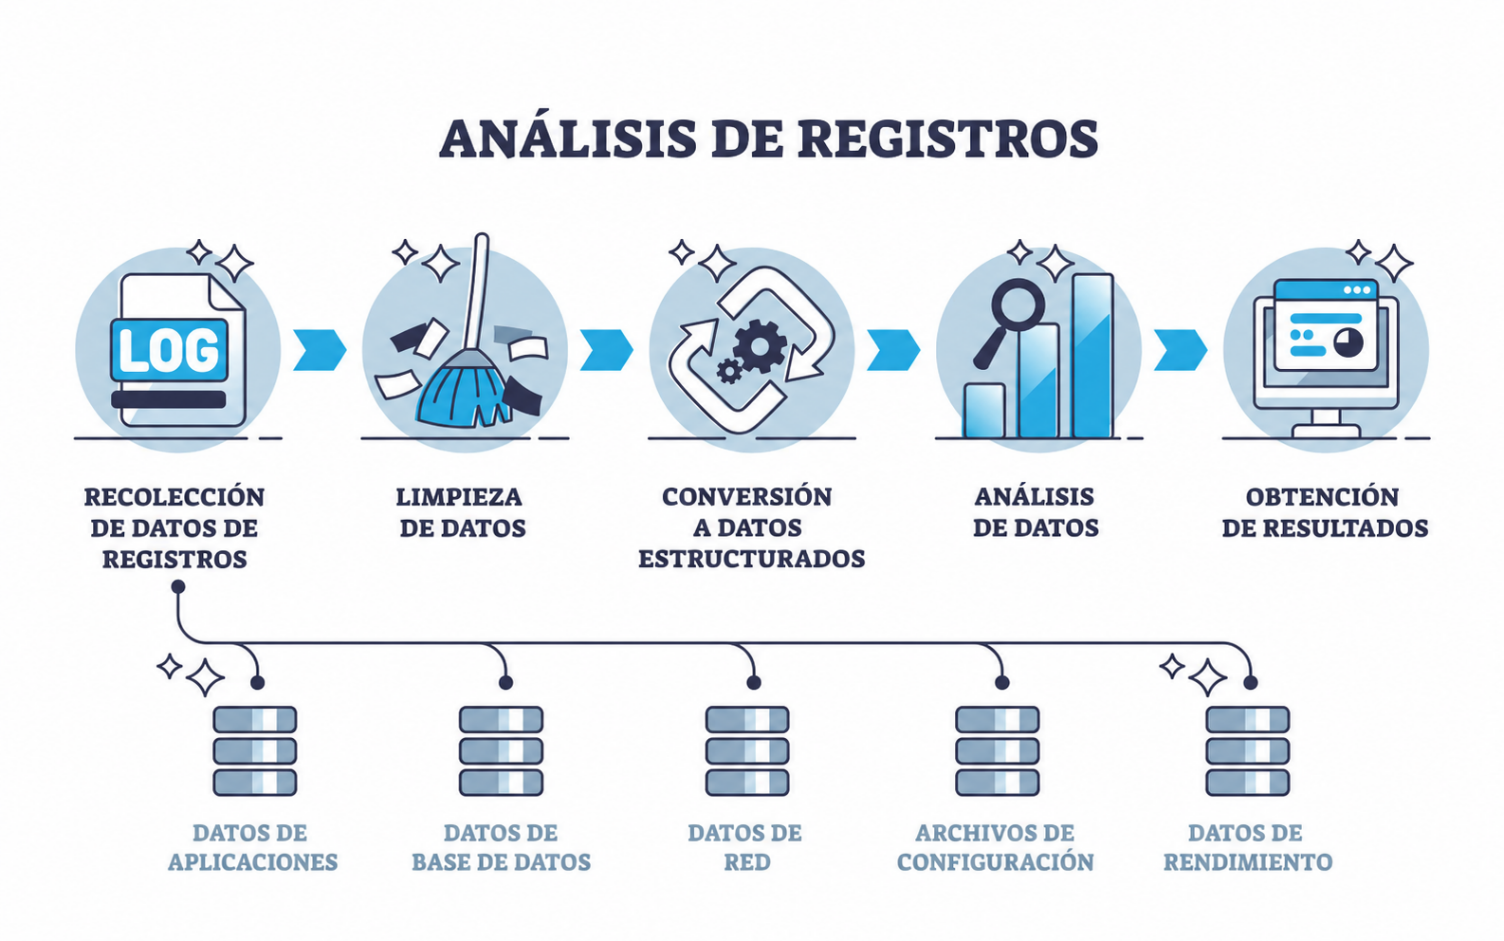 ANÁLISIS DE REGISTROS
LOG
RECOLECCIÓN
DE DATOS DE
REGISTROS
LIMPIEZA
DE DATOS
CONVERSIÓN
A DATOS
ESTRUCTURADOS
ANÁLISIS
DE DATOS
OBTENCIÓN
DE RESULTADOS
DATOS DE
APLICACIONES
DATOS DE
BASE DE DATOS
DATOS DE
RED
ARCHIVOS DE
CONFIGURACIÓN
DATOS DE
RENDIMIENTO